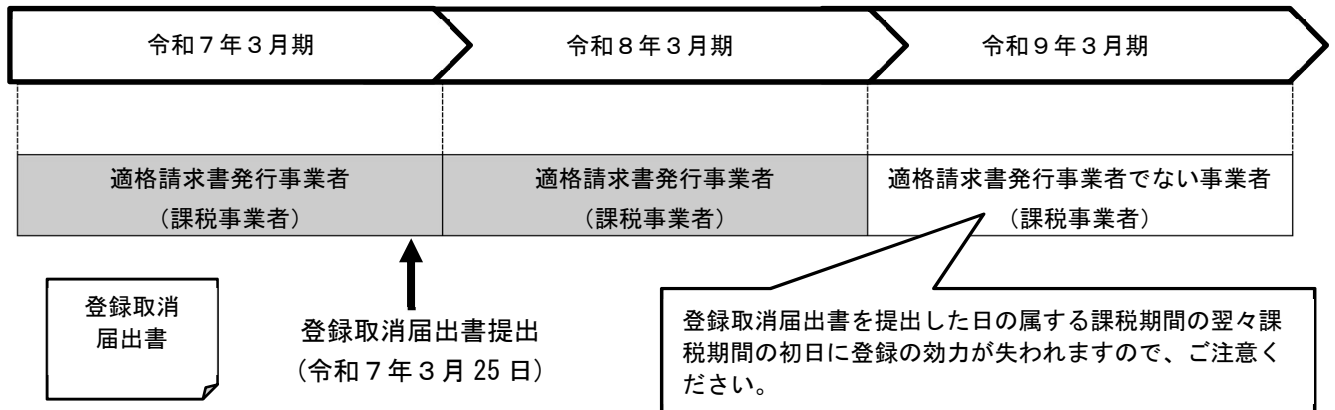 令和７年３月期
令和８年３月期
令和９年３月期
適格請求書発行事業者
（課税事業者）
適格請求書発行事業者
（課税事業者）
適格請求書発行事業者でない事業者
（課税事業者）
登録取消
届出書
登録取消届出書提出
（令和７年３月 25 日）
登録取消届出書を提出した日の属する課税期間の翌々課
税期間の初日に登録の効力が失われますので、ご注意く
ださい。